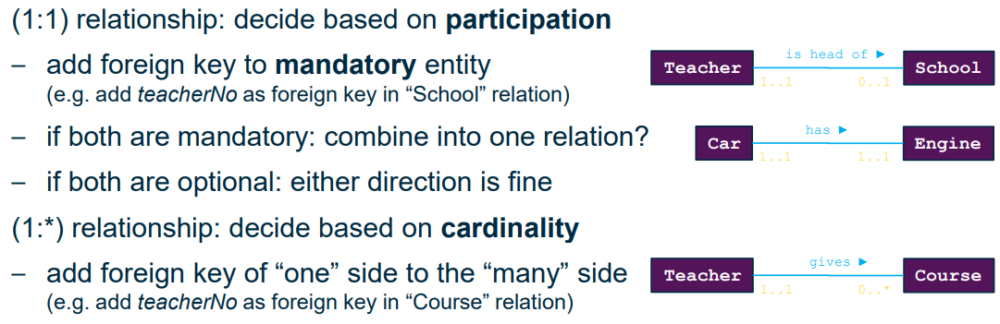 (1:1) relationship: decide based on participation
– add foreign key to mandatory entity
(e.g. add teacherNo as foreign key in “School” relation)
Teacher
is head of ►
School
1..1
0..1
– if both are mandatory: combine into one relation?
Car
has ►
Engine
1..1
1..1
– if both are optional: either direction is fine
(1:*) relationship: decide based on cardinality
– add foreign key of “one” side to the “many” side
(e.g. add teacherNo as foreign key in “Course” relation)
Teacher
gives ►
Course
1..1
0..*